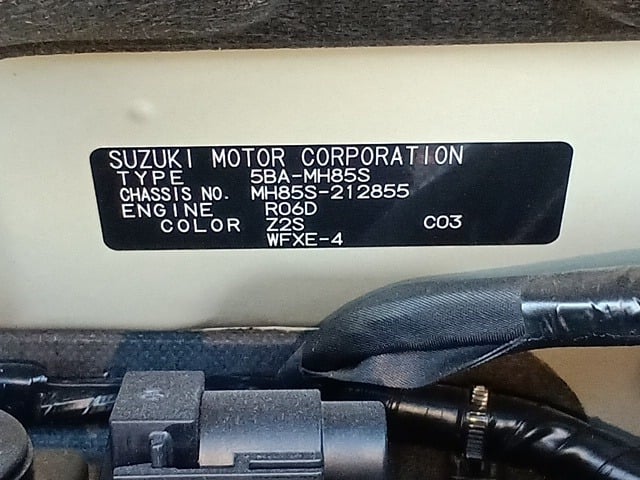 SUZUKI MOTOR CORPORATION
TYPE 5BA-MH85S
CHASSIS NO. MH85S-212855
ENGINE R06D
COLOR Z2S C03
WFXE-4